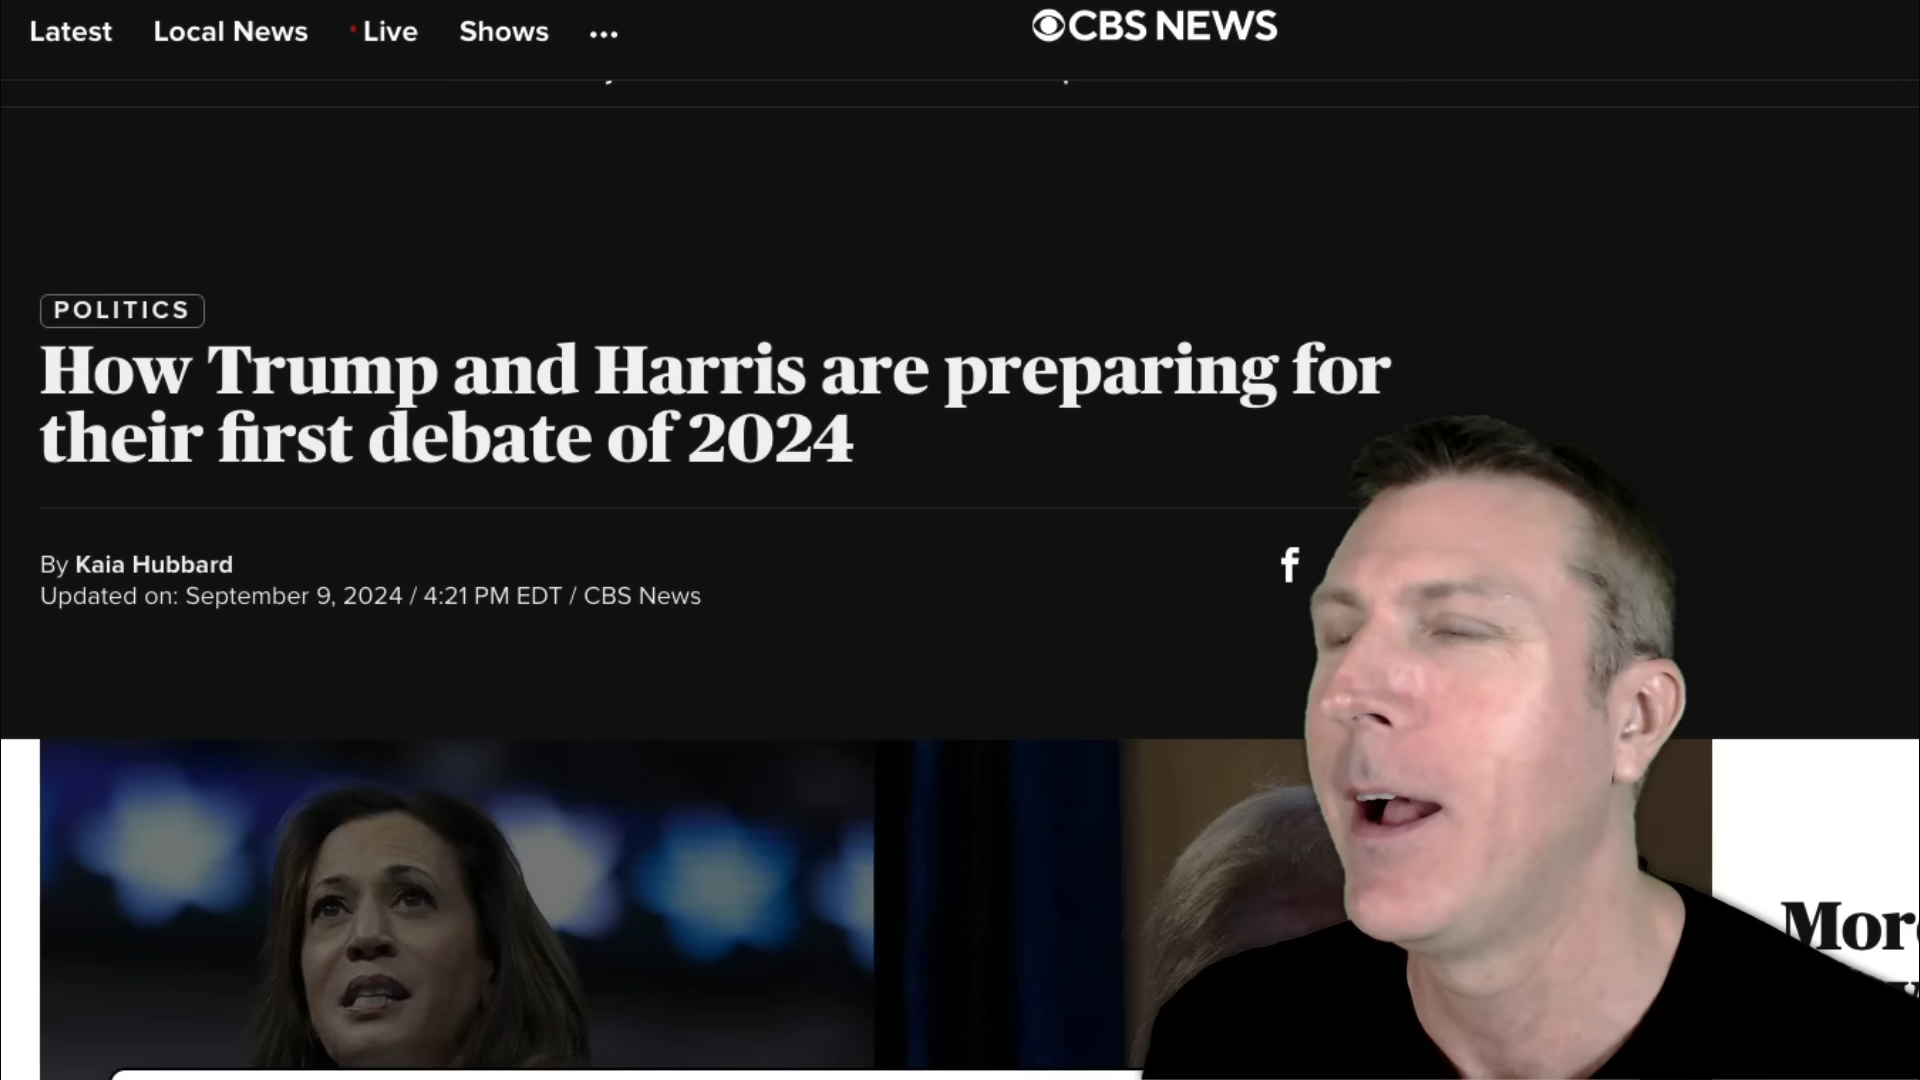 Latest Local News Live Shows ...
CBS NEWS
POLITICS
How Trump and Harris are preparing for
their first debate of 2024
By Kaia Hubbard
Updated on: September 9, 2024 / 4:21 PM EDT / CBS News
f